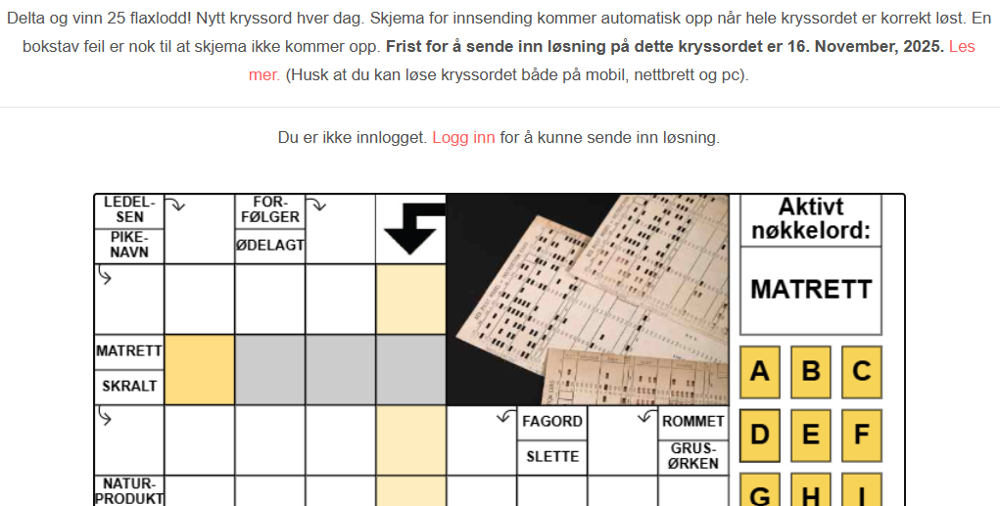 Delta og vinn 25 flaxlodd! Nytt kryssord hver dag. Skjema for innsending kommer automatisk opp når hele kryssordet er korrekt løst. En
bokstav feil er nok til at skjema ikke kommer opp. Frist for å sende inn løsning på dette kryssordet er 16. November, 2025. Les
mer. (Husk at du kan løse kryssordet både på mobil, nettbrett og pc).
Du er ikke innlogget. Logg inn for å kunne sende inn løsning.
LEDEL-
SEN
PIKE-
NAVN
FOR-
FØLGER
ØDELAGT
Aktivt
nøkkelord:
MATRETT
MATRETT
SKRALT
A B C
FAGORD
SLETTE
ROMMET
GRUS-
ØRKEN
D E F
NATUR-
PRODUKT
G H I